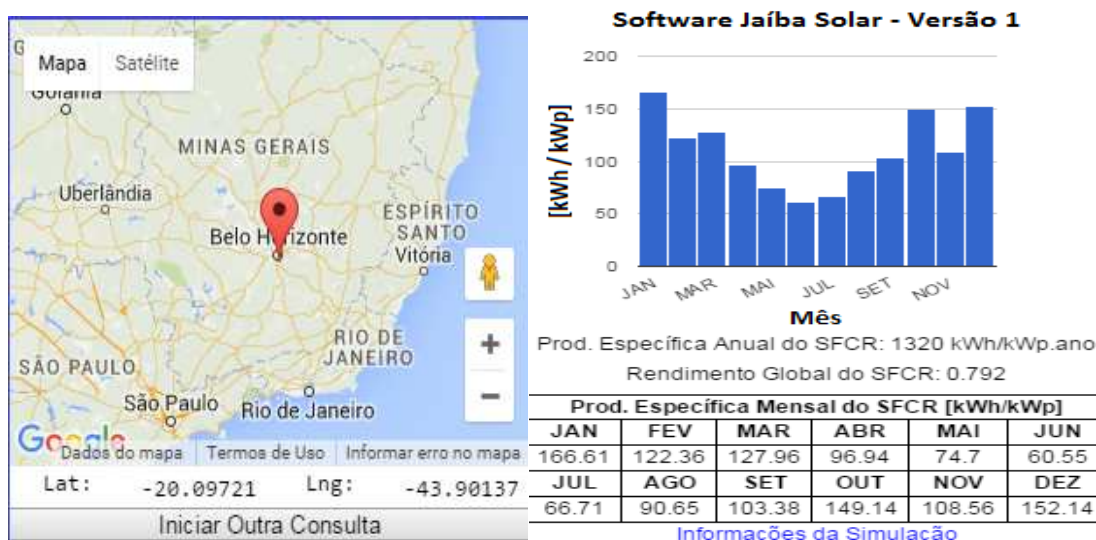 Mapa Satélite
Goiânia
MINAS GERAIS
Uberlândia
ESPÍRITO
SANTO
Belo Horizonte
Vitória
RIO DE
JANEIRO
SÃO PAULO
São Paulo
Rio de Janeiro
+
−
Google
Dados do mapa Termos de Uso Informar erro no mapa
Lat: -20.09721 Lng: -43.90137
Iniciar Outra Consulta
Software Jaíba Solar - Versão 1
[kWh / kWp]
200
150
100
50
0
JAN MAR MAI JUL SET NOV
Mês
Prod. Específica Anual do SFCR: 1320 kWh/kWp.ano
Rendimento Global do SFCR: 0.792
Prod. Específica Mensal do SFCR [kWh/kWp]
JAN FEV MAR ABR MAI JUN
166.61 122.36 127.96 96.94 74.7 60.55
JUL AGO SET OUT NOV DEZ
66.71 90.65 103.38 149.14 108.56 152.14
Informações da Simulação